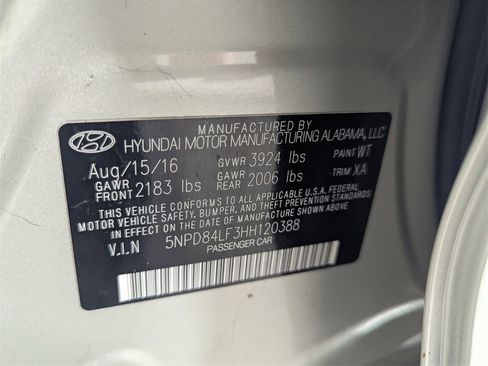 MANUFACTURED BY
HYUNDAI MOTOR MANUFACTURING ALABAMA, LLC
Aug/15/16 GVWR 3924 lbs PAINT WT
GAWR FRONT 2183 lbs GAWR REAR 2006 lbs TRIM XA
THIS VEHICLE CONFORMS TO ALL APPLICABLE U.S.A. FEDERAL
MOTOR VEHICLE SAFETY, BUMPER, AND THEFT PREVENTION STANDARDS
IN EFFECT ON THE DATE OF MANUFACTURE SHOWN ABOVE.
V.I.N 5NPD84LF3HH120388
PASSENGER CAR